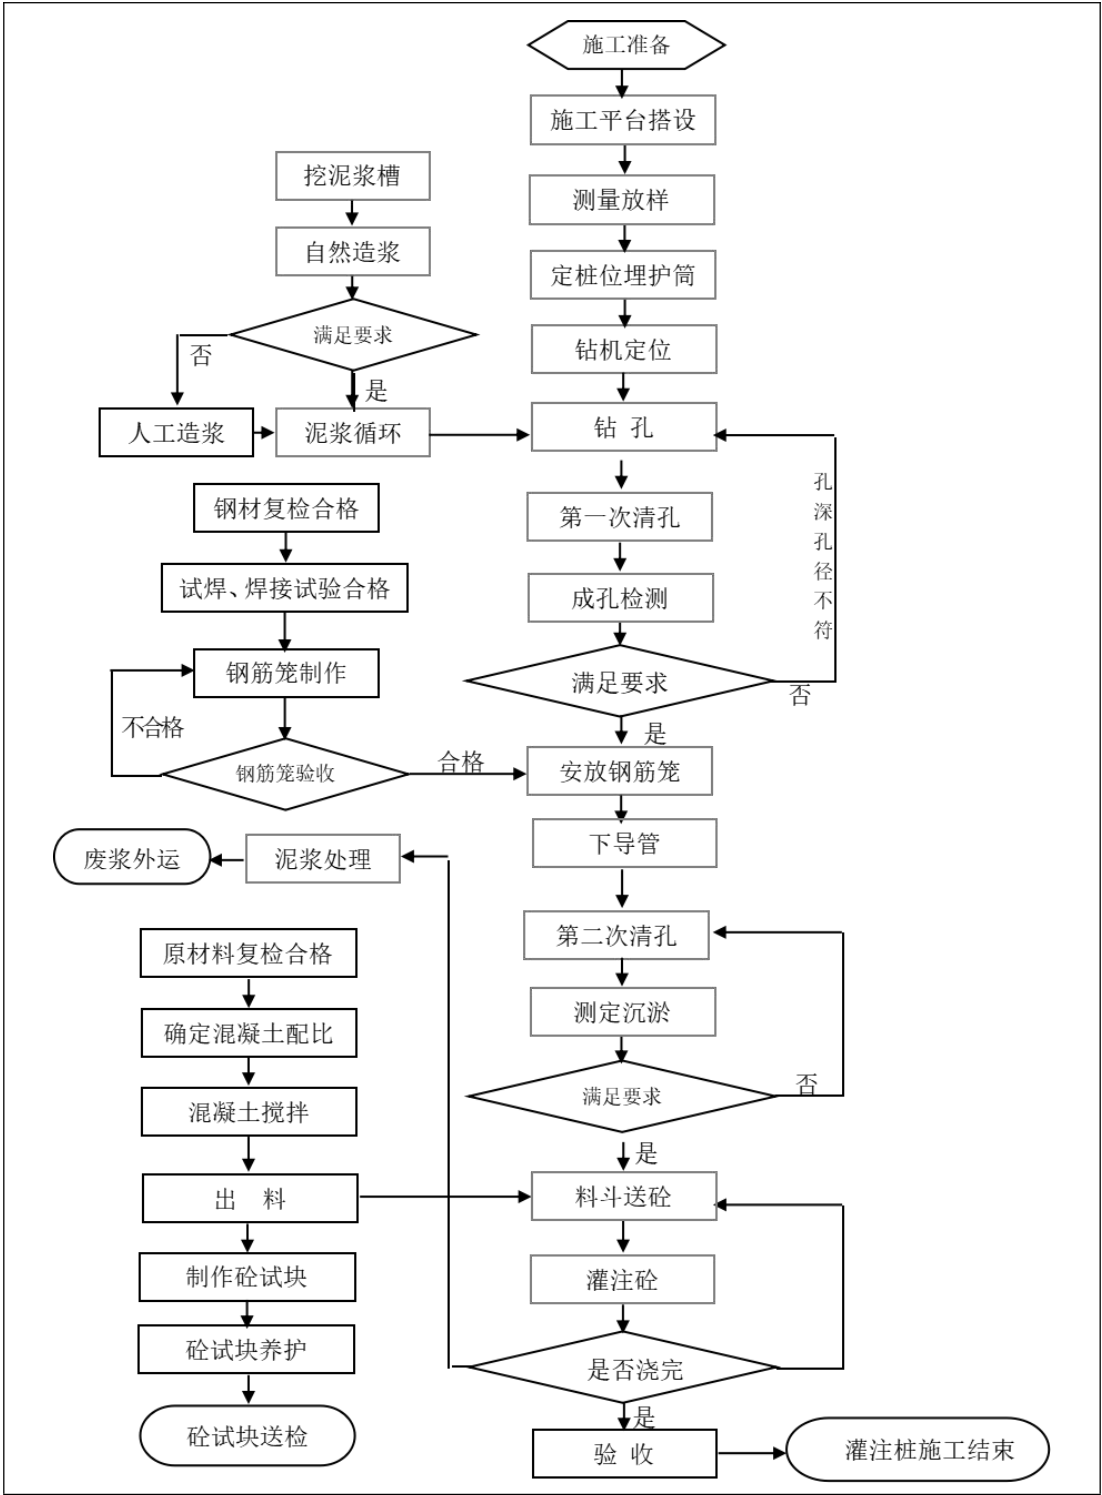 施工准备
施工平台搭设
挖泥浆槽
测量放样
自然造浆
定桩位埋护筒
满足要求
否
钻机定位
是
人工造浆
泥浆循环
钻 孔
孔深孔径不符
钢材复检合格
第一次清孔
试焊、焊接试验合格
成孔检测
钢筋笼制作
满足要求
否
不合格
是
钢筋笼验收
合格
安放钢筋笼
废浆外运
泥浆处理
下导管
原材料复检合格
第二次清孔
确定混凝土配比
测定沉淤
混凝土搅拌
满足要求
否
是
出 料
料斗送砼
制作砼试块
灌注砼
砼试块养护
是否浇完
是
砼试块送检
验 收
灌注桩施工结束